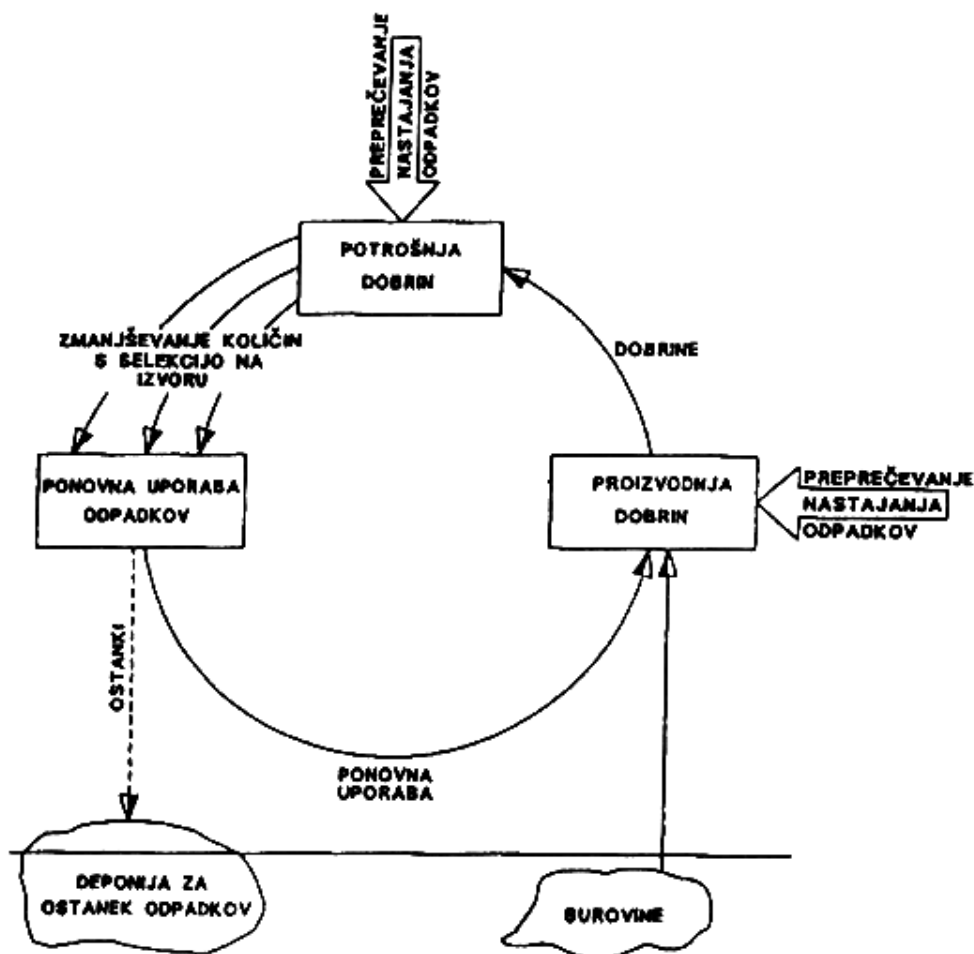 PREPREČEVANJE
NASTAJANJA
ODPADKOV
POTROŠNJA
DOBRIN
ZMANJŠEVANJE KOLIČIN
S SELEKCIJO NA
IZVORU
DOBRINE
PONOVNA UPORABA
ODPADKOV
PROIZVODNJA
DOBRIN
PREPREČEVANJE
NASTAJANJA
ODPADKOV
OSTANKI
PONOVNA
UPORABA
DEPONIJA ZA
OSTANEK ODPADKOV
SUROVINE